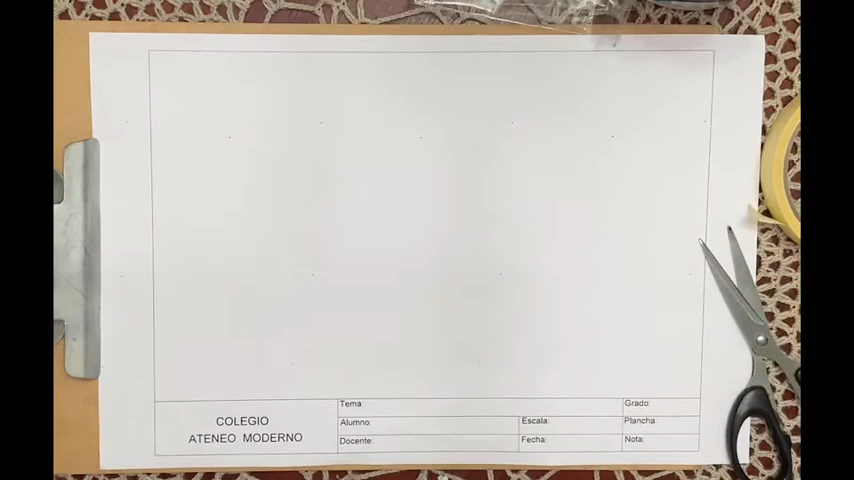 COLEGIO
ATENEO MODERNO
Tema:
Alumno:
Docente:
Escala:
Fecha:
Grado:
Plancha:
Nota: